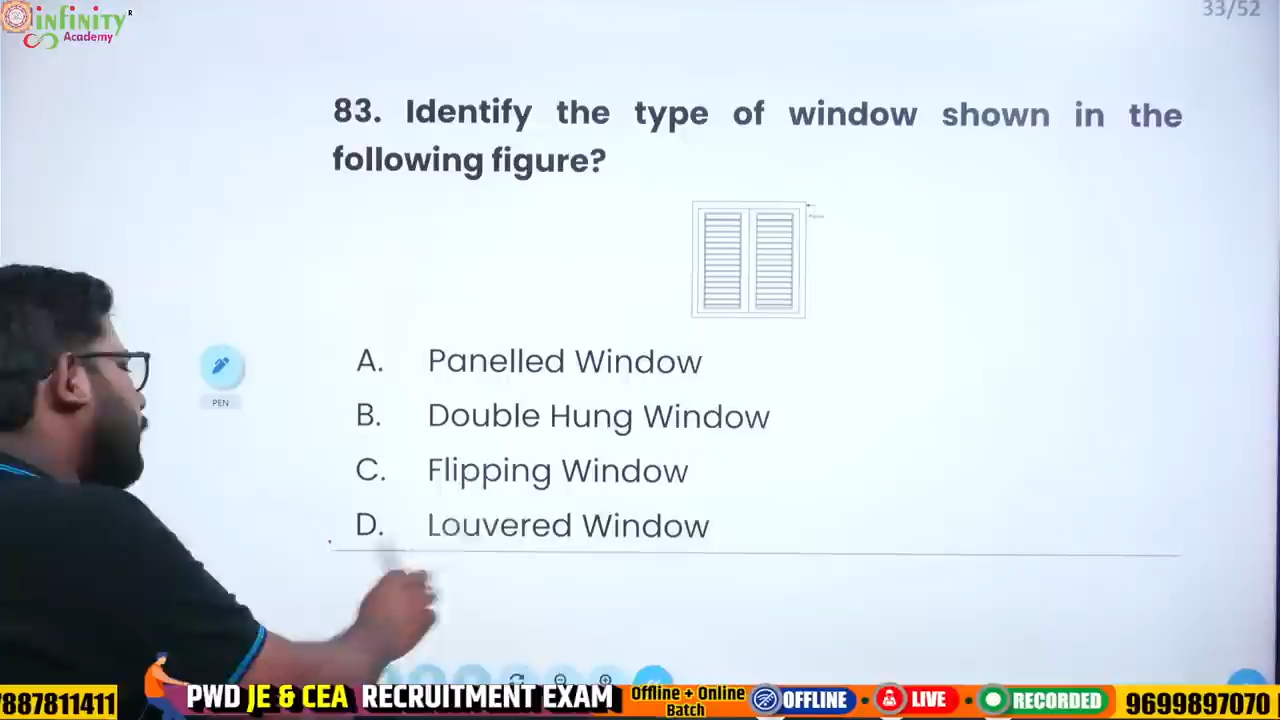 infinity
Academy
33/52
83. Identify the type of window shown in the
following figure?
A. Panelled Window
B. Double Hung Window
C. Flipping Window
D. Louvered Window
PEN
7887811411
PWD JE & CEA RECRUITMENT EXAM
Offline + Online
Batch
OFFLINE
LIVE
RECORDED
9699897070